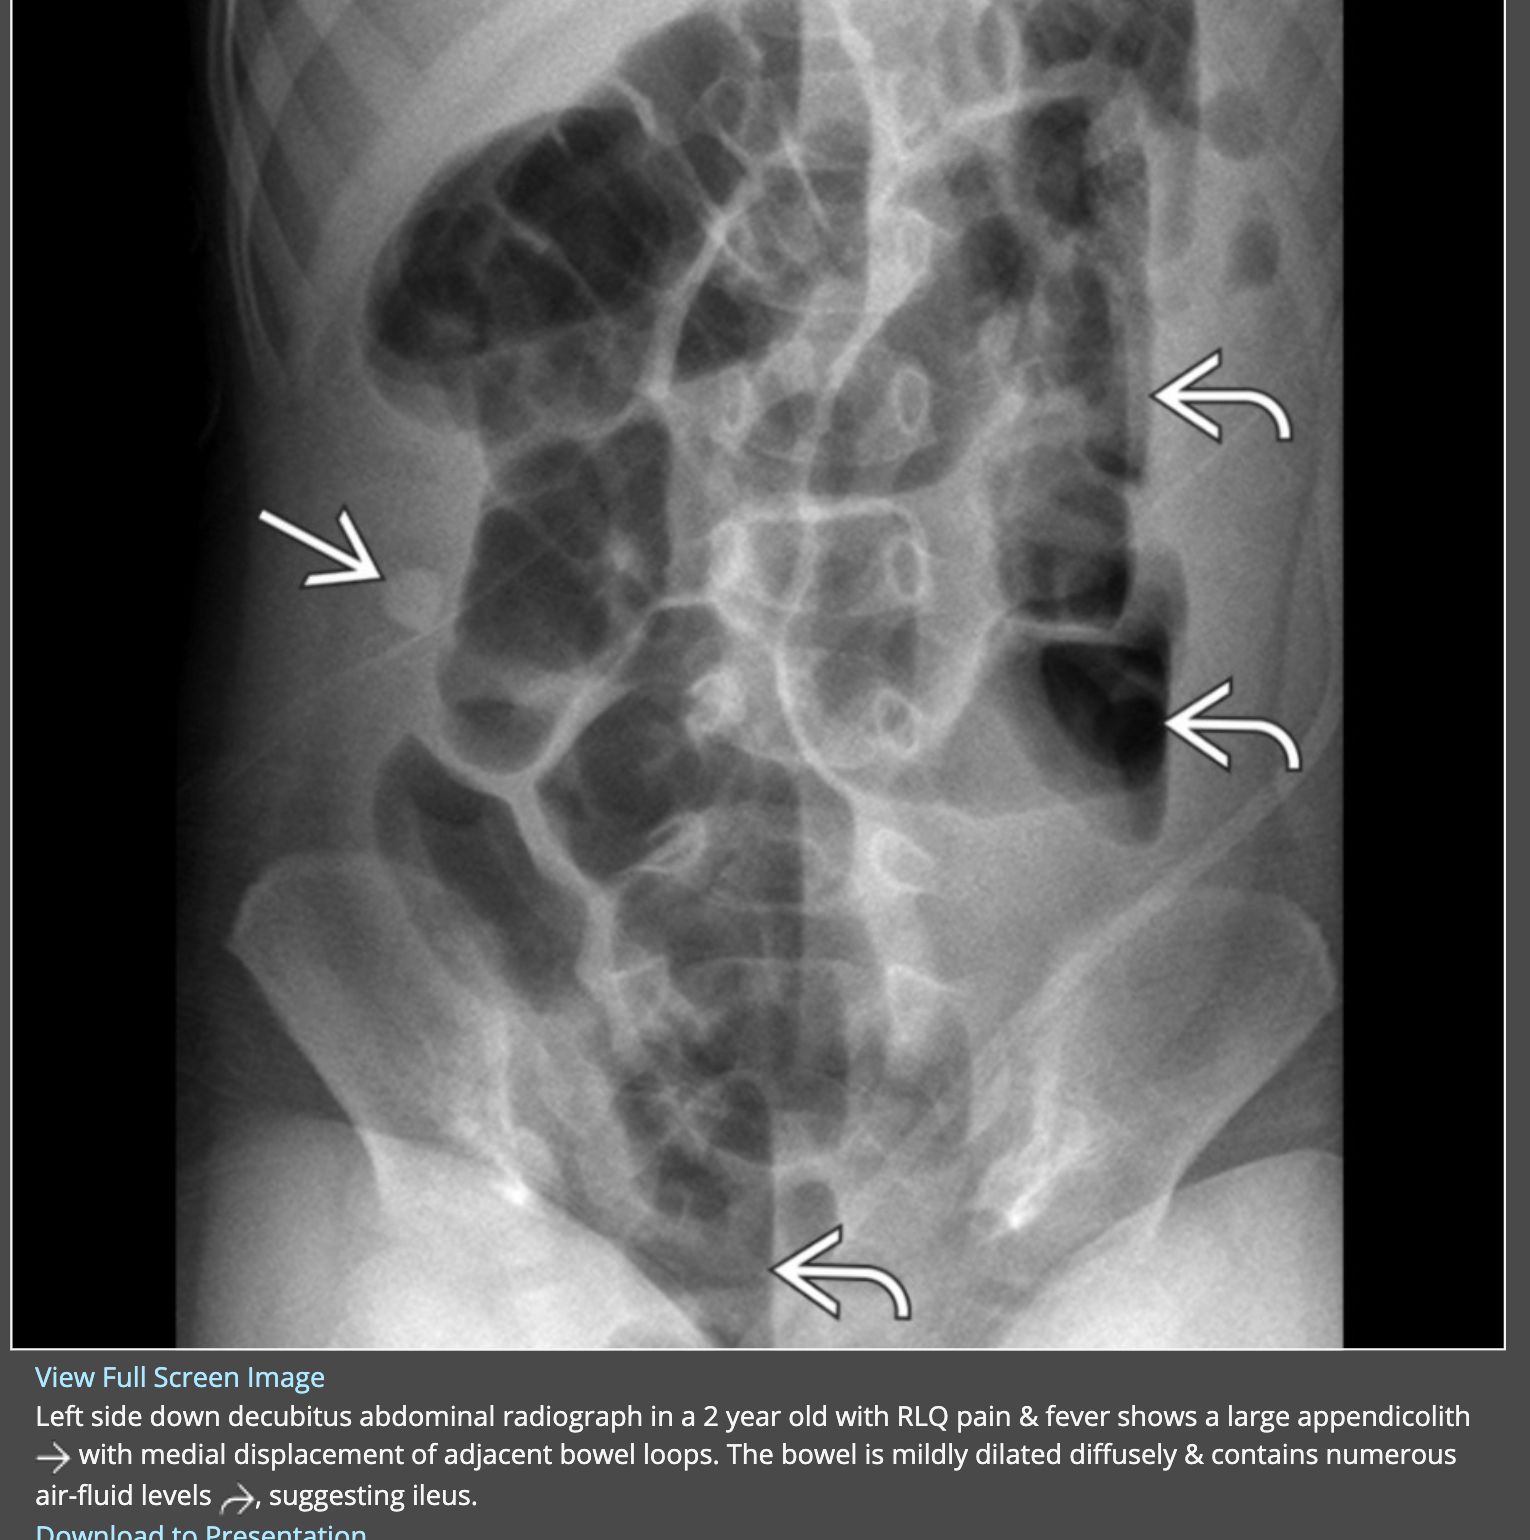 View Full Screen Image
Left side down decubitus abdominal radiograph in a 2 year old with RLQ pain & fever shows a large appendicolith
→ with medial displacement of adjacent bowel loops. The bowel is mildly dilated diffusely & contains numerous
air-fluid levels ↷, suggesting ileus.
Download to Presentation